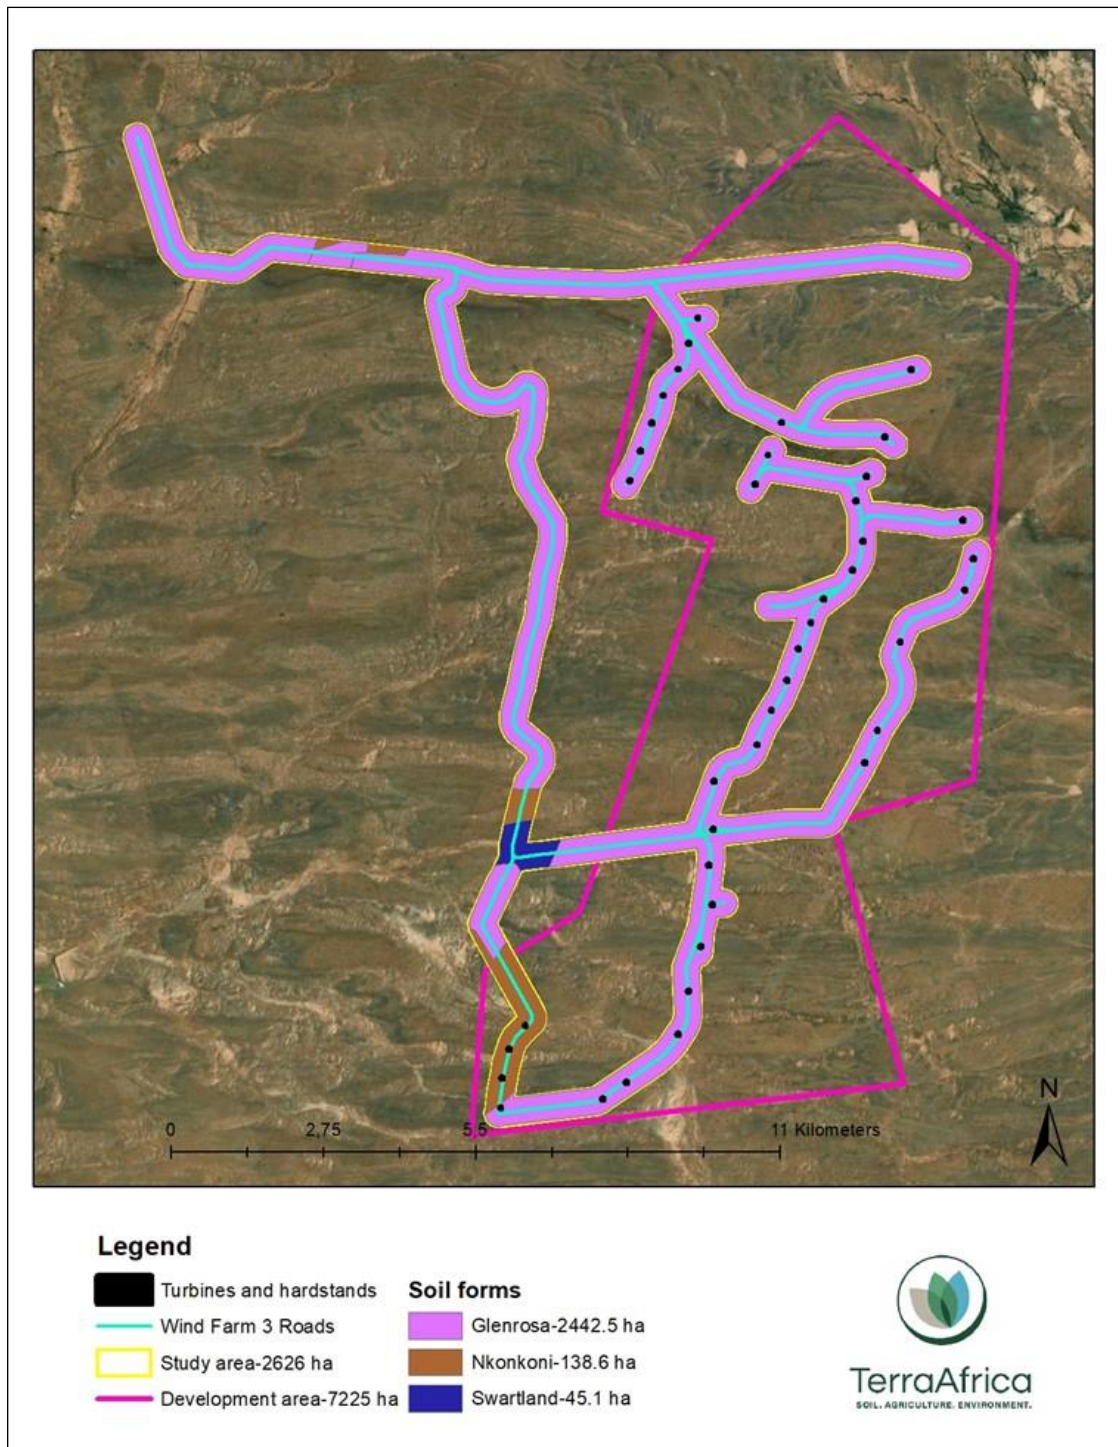 N
0 2,75 5,5 11 Kilometers
Legend
Turbines and hardstands
Wind Farm 3 Roads
Study area-2626 ha
Development area-7225 ha
Soil forms
Glenrosa-2442.5 ha
Nkonkoni-138.6 ha
Swartland-45.1 ha
TerraAfrica
SOIL. AGRICULTURE. ENVIRONMENT.